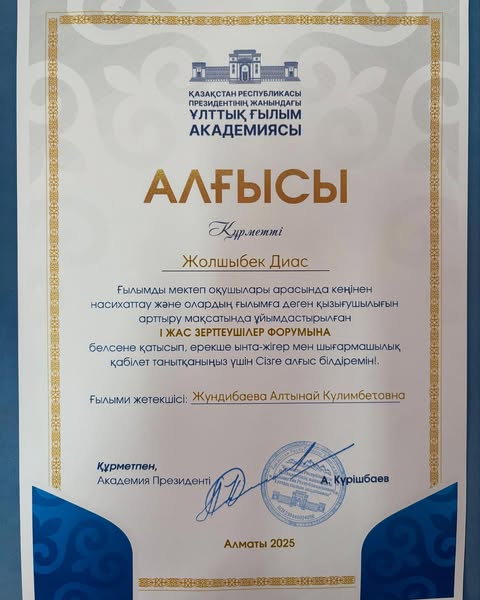 ҚАЗАҚСТАН РЕСПУБЛИКАСЫ
ПРЕЗИДЕНТІНІҢ ЖАНЫНДАҒЫ
ҰЛТТЫҚ ҒЫЛЫМ
АКАДЕМИЯСЫ
АЛҒЫСЫ
Құрметті
Жолшыбек Диас
Ғылымды мектеп оқушылары арасында кеңінен
насихаттау және олардың ғылымға деген қызығушылығын
арттыру мақсатында ұйымдастырылған
І ЖАС ЗЕРТТЕУШІЛЕР ФОРУМЫНА
белсене қатысып, ерекше ынта-жігер мен шығармашылық
қабілет танытқаныңыз үшін Сізге алғыс білдіремін!.
Ғылыми жетекшісі: Жундибаева Алтынай Кулимбетовна
Құрметпен,
Академия Президенті
А. Күрішбаев
Алматы 2025